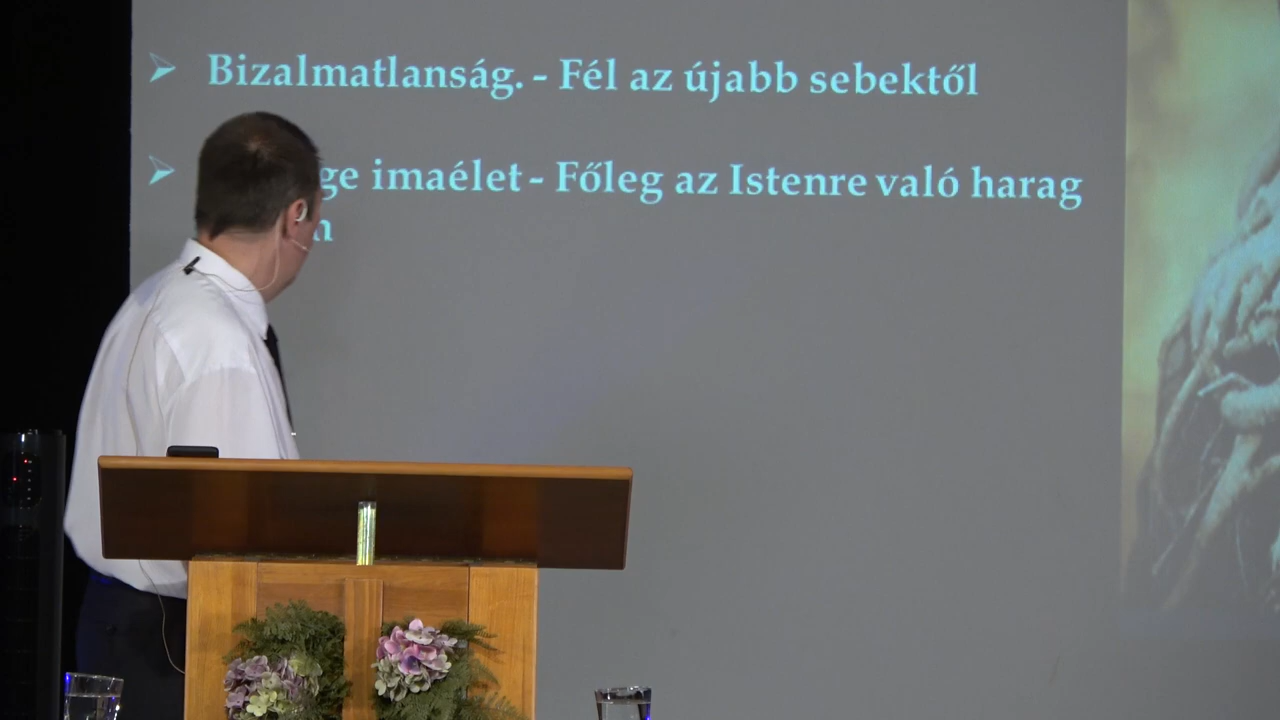 Bizalmatlanság. - Fél az újabb sebektől
imaélet - Főleg az Istenre való harag